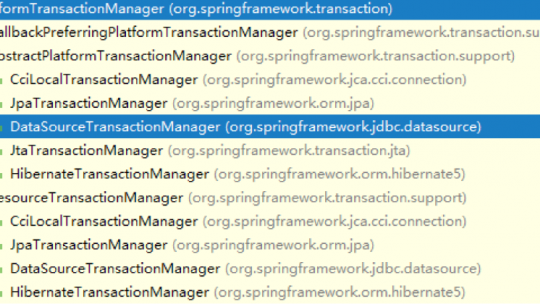 formTransactionManager (org.springframework.transaction)
allbackPreferringPlatformTransactionManager (org.springframework.transaction.su
bstractPlatformTransactionManager (org.springframework.transaction.support)
CciLocalTransactionManager (org.springframework.jca.cci.connection)
JpaTransactionManager (org.springframework.orm.jpa)
DataSourceTransactionManager (org.springframework.jdbc.datasource)
JtaTransactionManager (org.springframework.transaction.jta)
HibernateTransactionManager (org.springframework.orm.hibernate5)
esourceTransactionManager (org.springframework.transaction.support)
CciLocalTransactionManager (org.springframework.jca.cci.connection)
JpaTransactionManager (org.springframework.orm.jpa)
DataSourceTransactionManager (org.springframework.jdbc.datasource)
HibernateTransactionManager (org.springframework.orm.hibernate5)